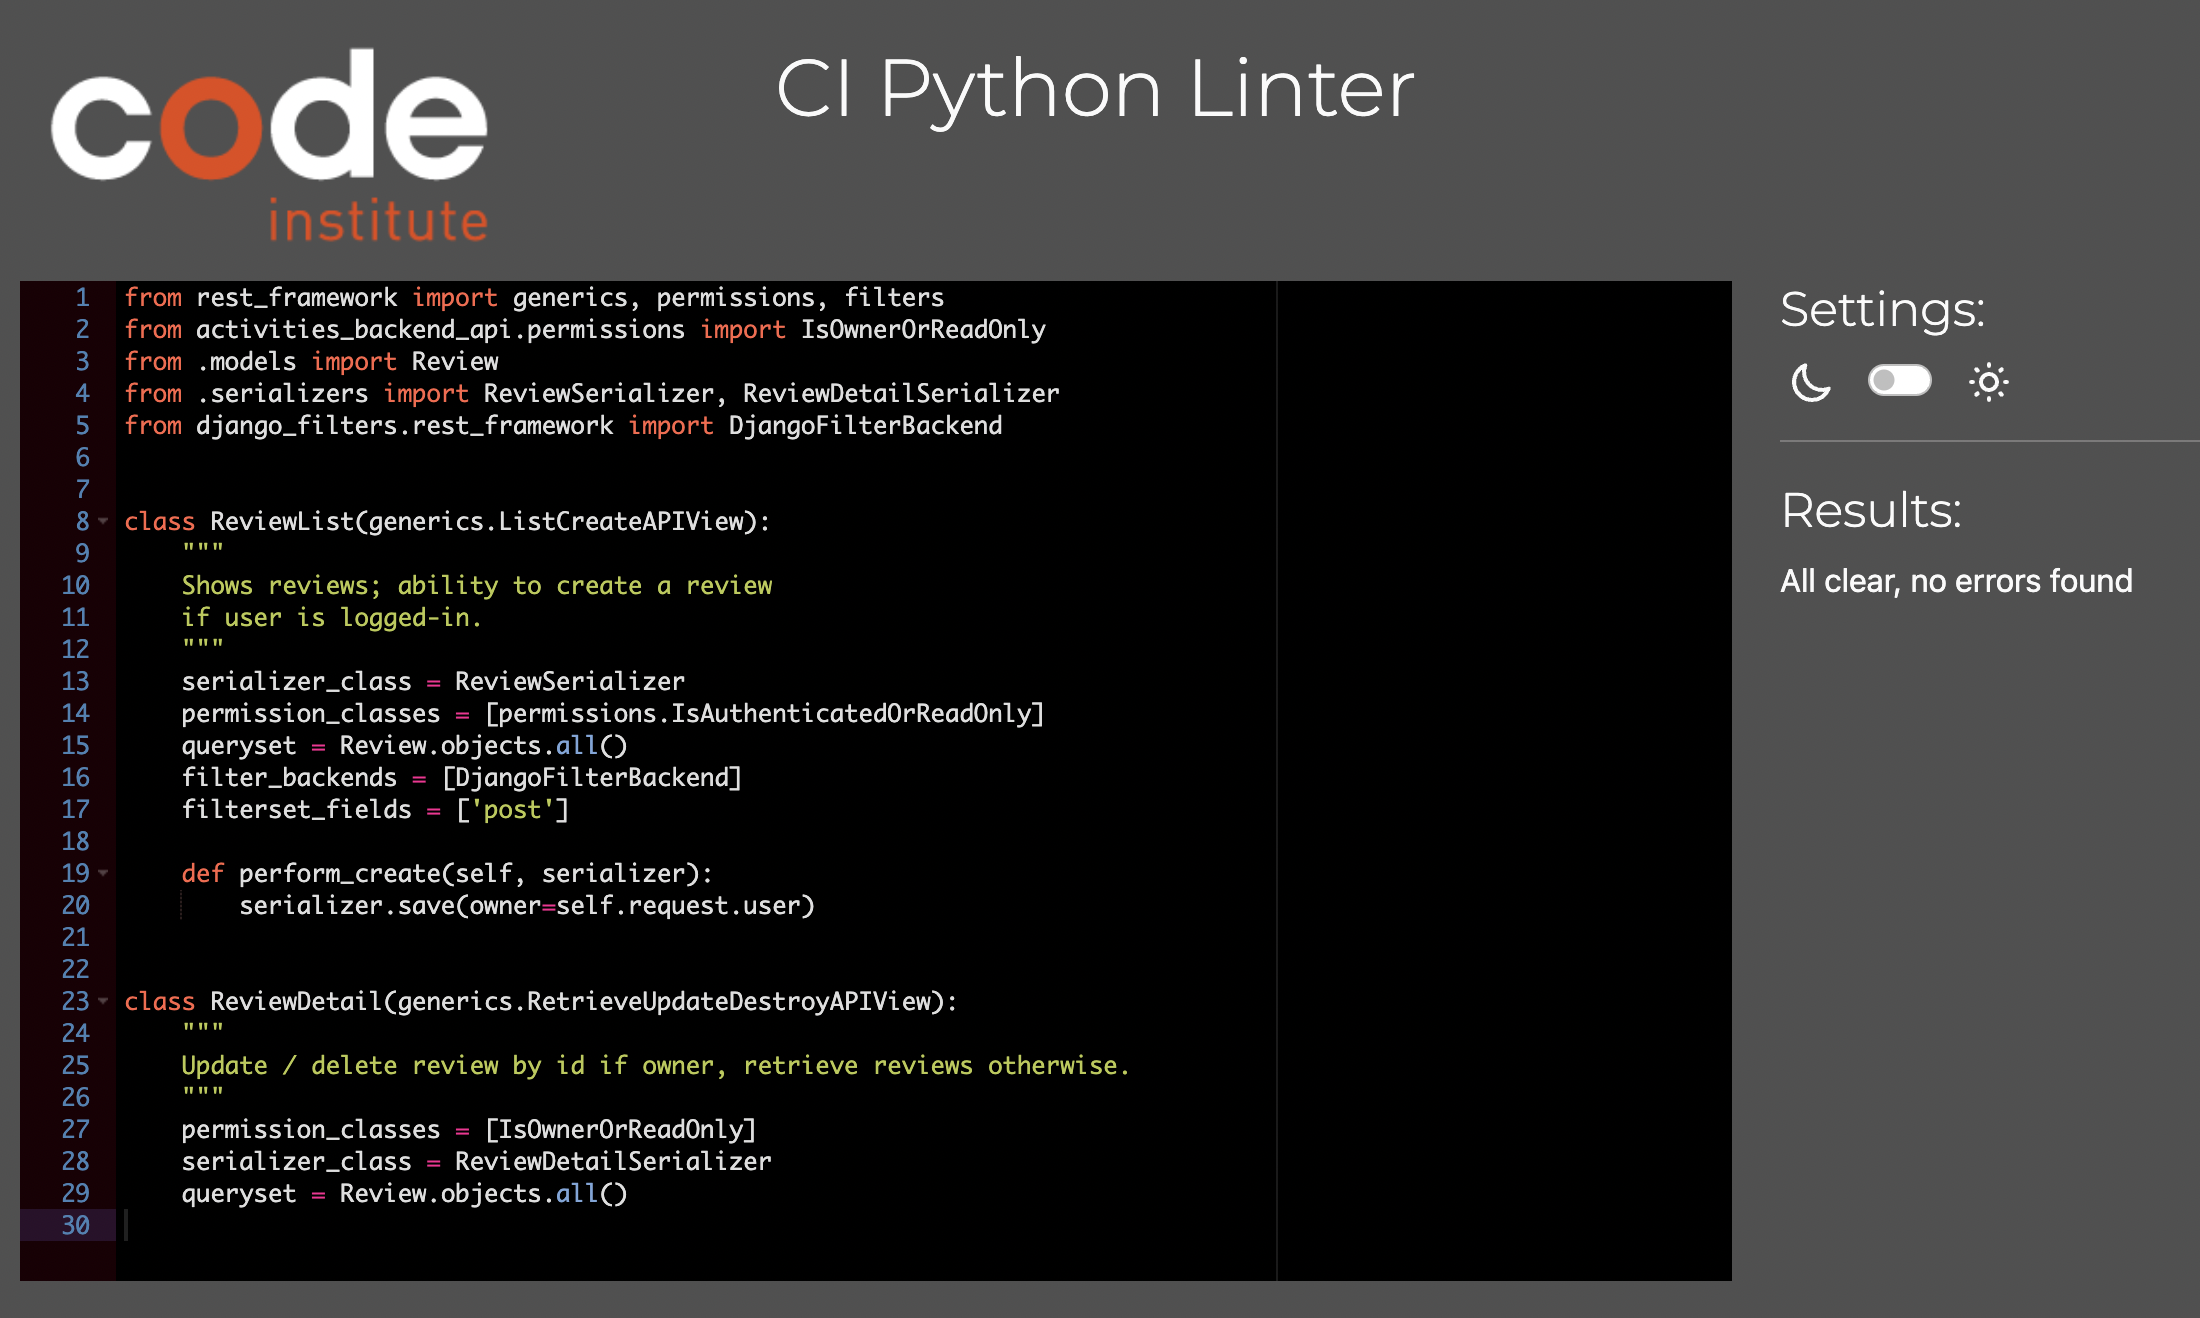 code
institute
CI Python Linter
1 from rest_framework import generics, permissions, filters
2 from activities_backend_api.permissions import IsOwnerOrReadOnly
3 from .models import Review
4 from .serializers import ReviewSerializer, ReviewDetailSerializer
5 from django_filters.rest_framework import DjangoFilterBackend
6
7
8 class ReviewList(generics.ListCreateAPIView):
9     """
10     Shows reviews; ability to create a review
11     if user is logged-in.
12     """
13     serializer_class = ReviewSerializer
14     permission_classes = [permissions.IsAuthenticatedOrReadOnly]
15     queryset = Review.objects.all()
16     filter_backends = [DjangoFilterBackend]
17     filterset_fields = ['post']
18
19     def perform_create(self, serializer):
20         serializer.save(owner=self.request.user)
21
22
23 class ReviewDetail(generics.RetrieveUpdateDestroyAPIView):
24     """
25     Update / delete review by id if owner, retrieve reviews otherwise.
26     """
27     permission_classes = [IsOwnerOrReadOnly]
28     serializer_class = ReviewDetailSerializer
29     queryset = Review.objects.all()
30
Settings:
Results:
All clear, no errors found